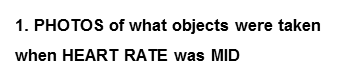 1. PHOTOS of what objects were taken
when HEART RATE was MID